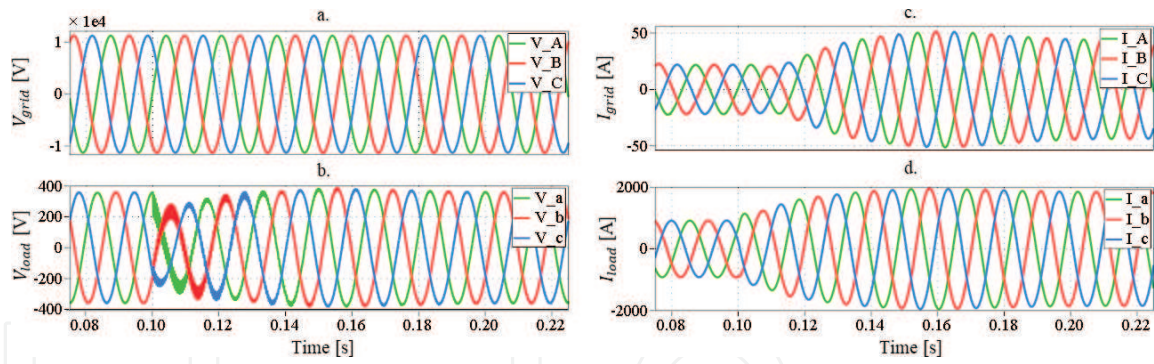 a.
× 1e4
V_grid [V]
1
0
-1
V_A
V_B
V_C
b.
V_load [V]
400
200
0
-200
-400
V_a
V_b
V_c
0.08 0.10 0.12 0.14 0.16 0.18 0.20 0.22
Time [s]
c.
I_grid [A]
50
0
-50
I_A
I_B
I_C
d.
I_load [A]
2000
0
-2000
I_a
I_b
I_c
0.08 0.10 0.12 0.14 0.16 0.18 0.20 0.22
Time [s]